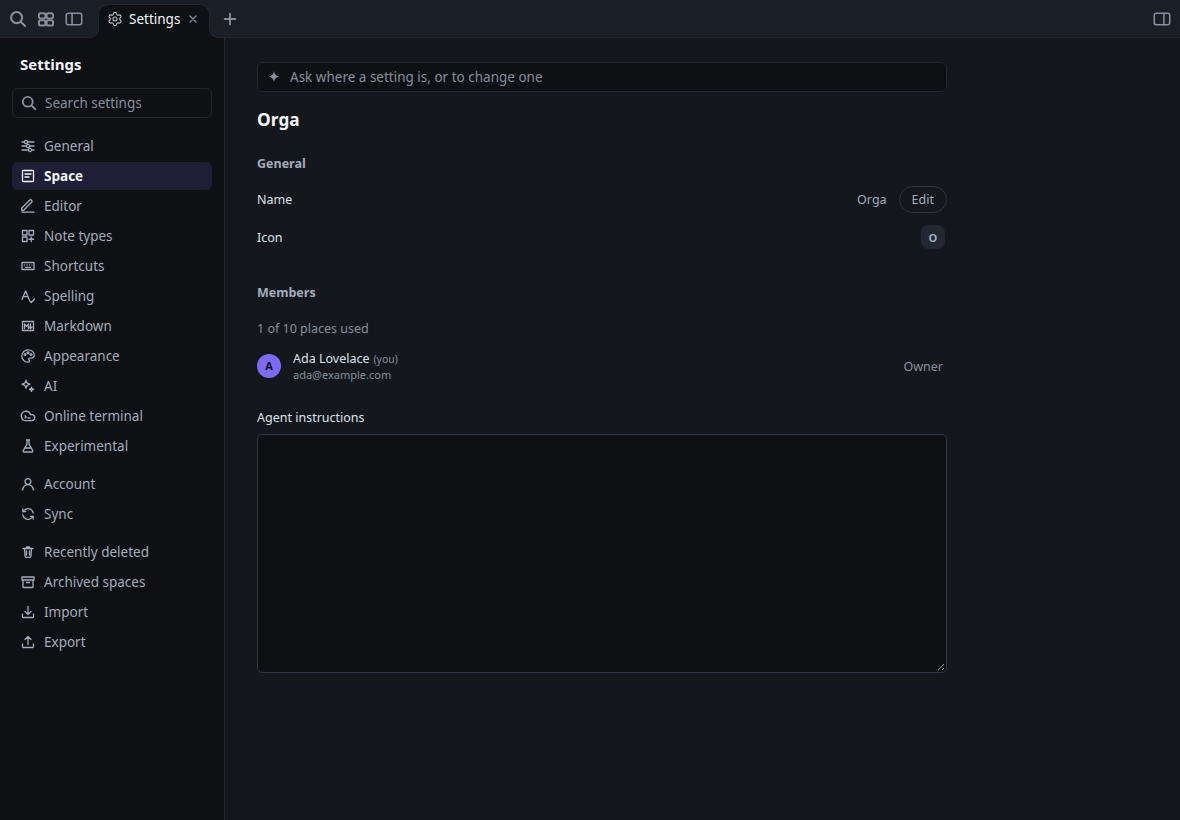 Settings
Settings
Search settings
General
Space
Editor
Note types
Shortcuts
Spelling
Markdown
Appearance
AI
Online terminal
Experimental
Account
Sync
Recently deleted
Archived spaces
Import
Export
Ask where a setting is, or to change one
Orga
General
Name
Orga
Edit
Icon
O
Members
1 of 10 places used
A
Ada Lovelace (you)
ada@example.com
Owner
Agent instructions